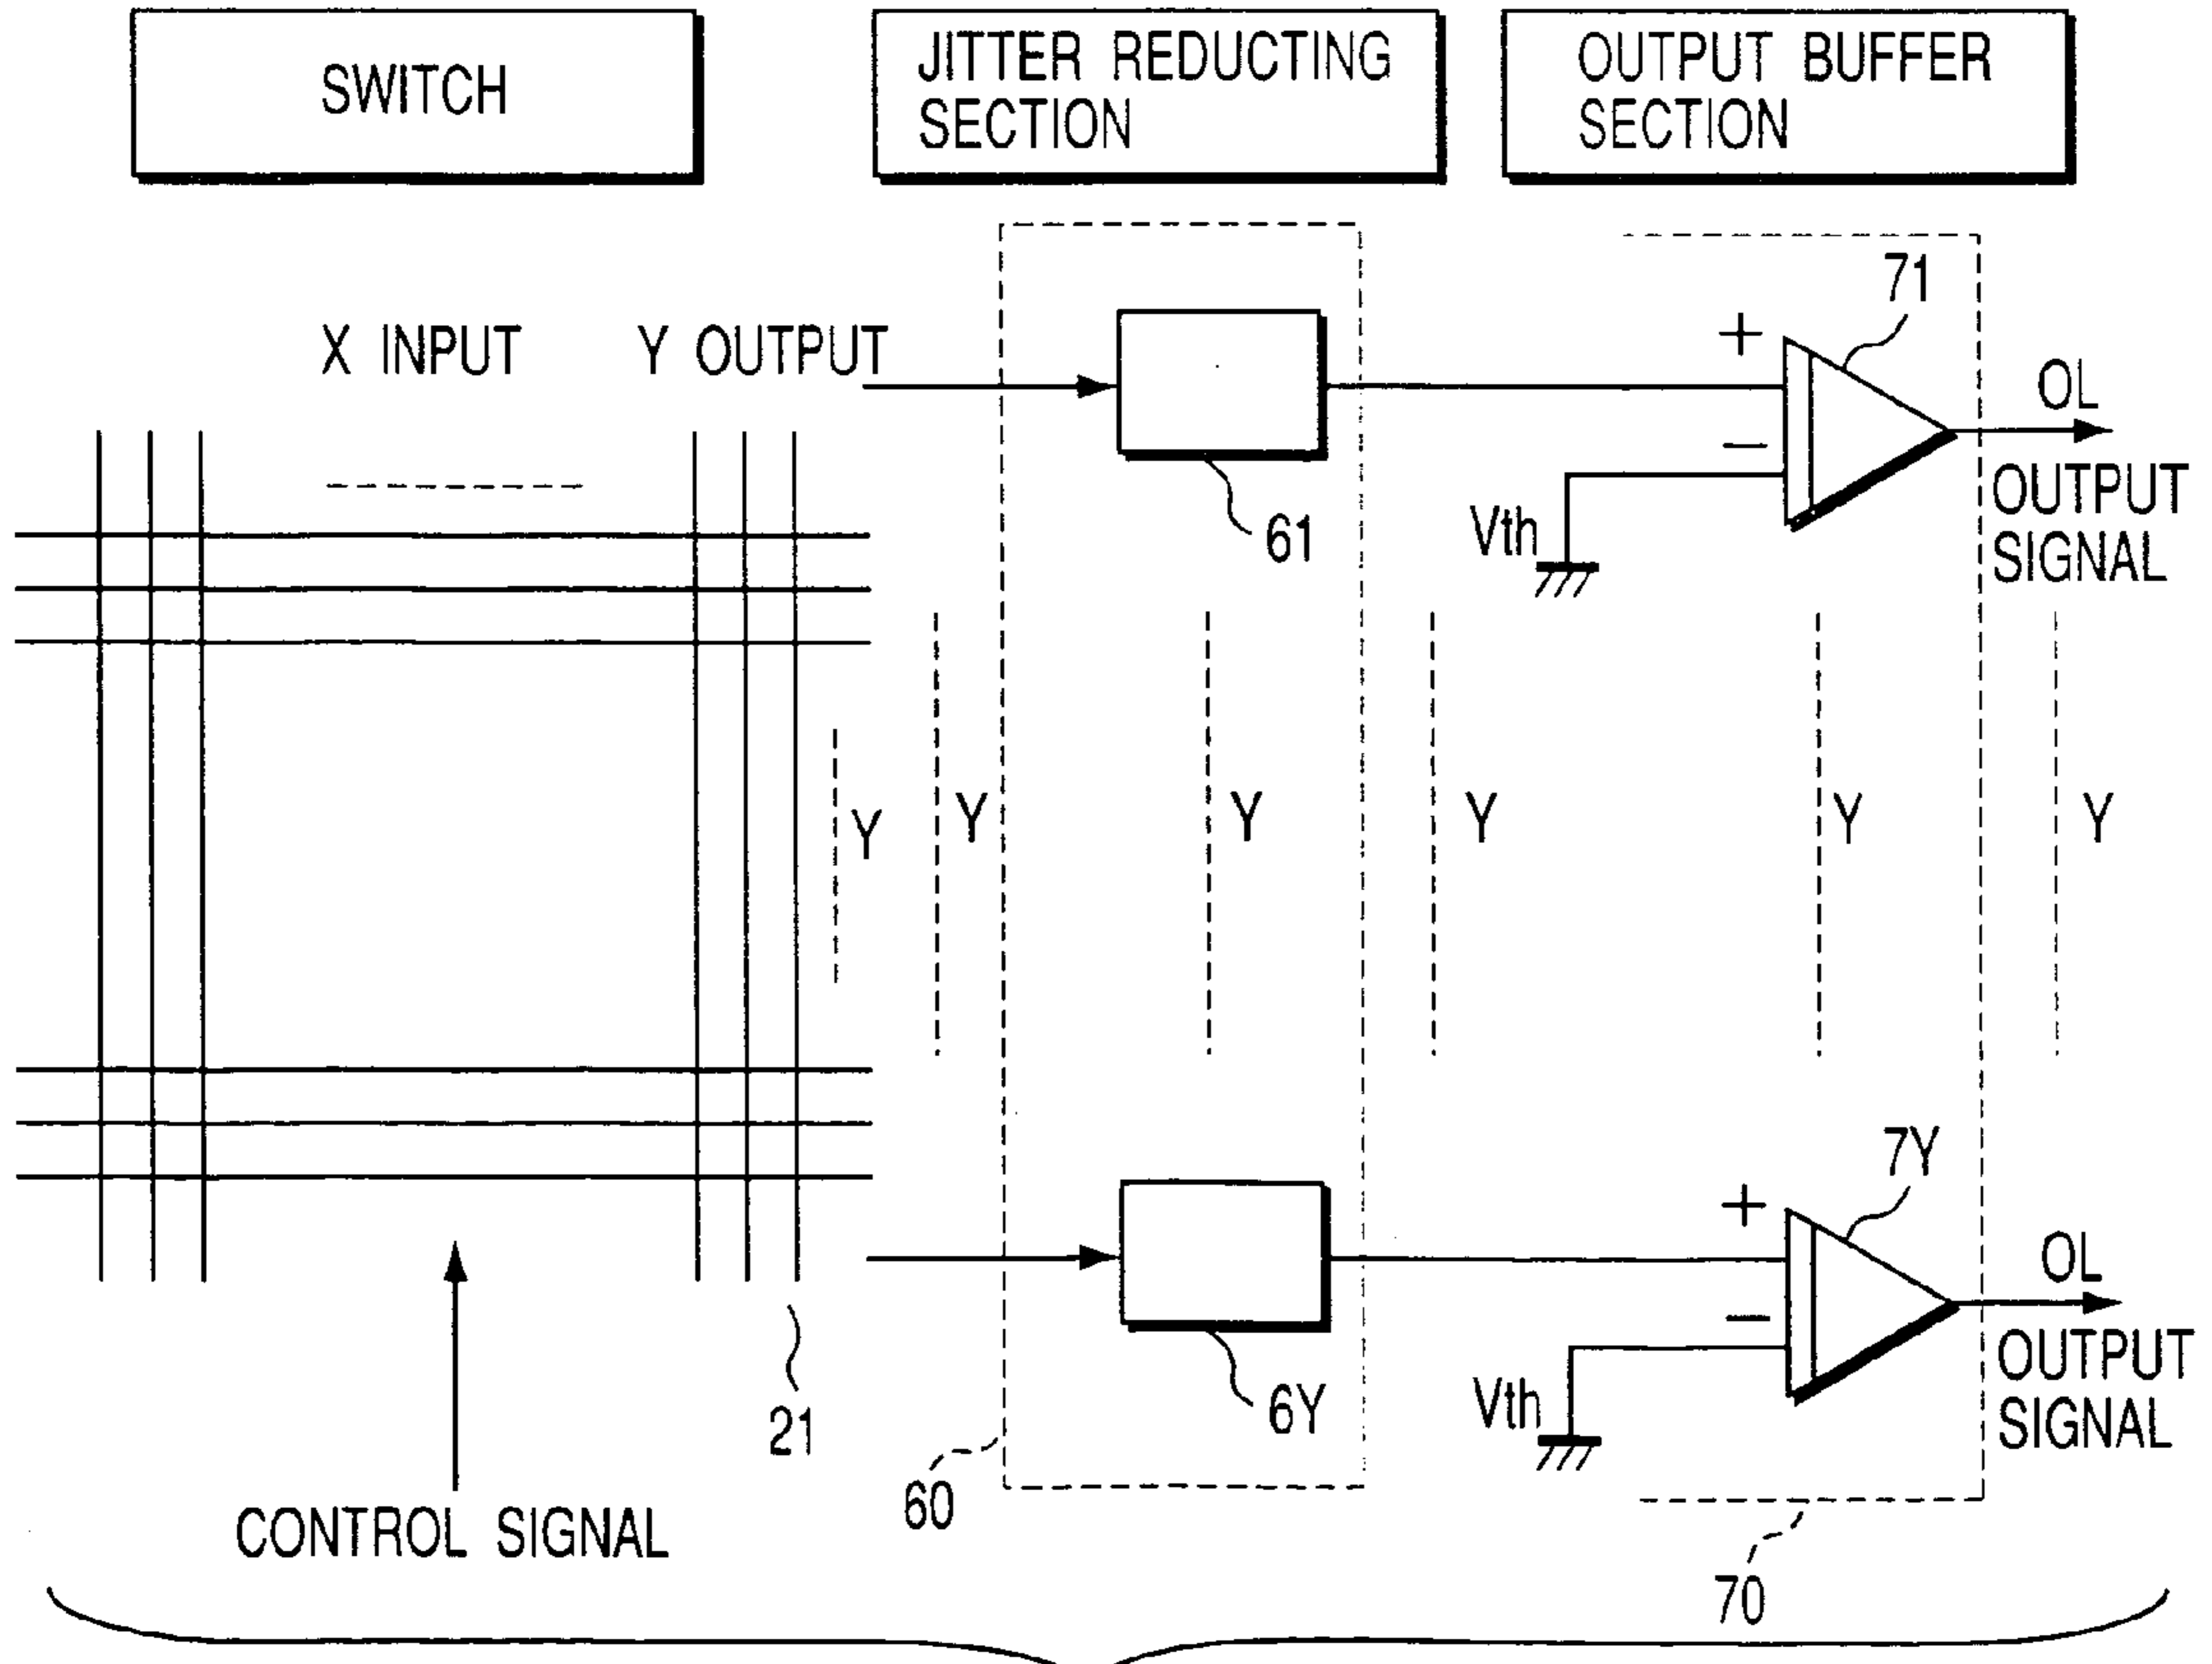 SWITCH
JITTER REDUCTING
SECTION
OUTPUT BUFFER
SECTION
X INPUT
Y OUTPUT
61
+
−
Vth
71
OL
OUTPUT
SIGNAL
Y
Y
Y
Y
Y
Y
21
CONTROL SIGNAL
60
6Y
+
−
Vth
7Y
OL
OUTPUT
SIGNAL
70